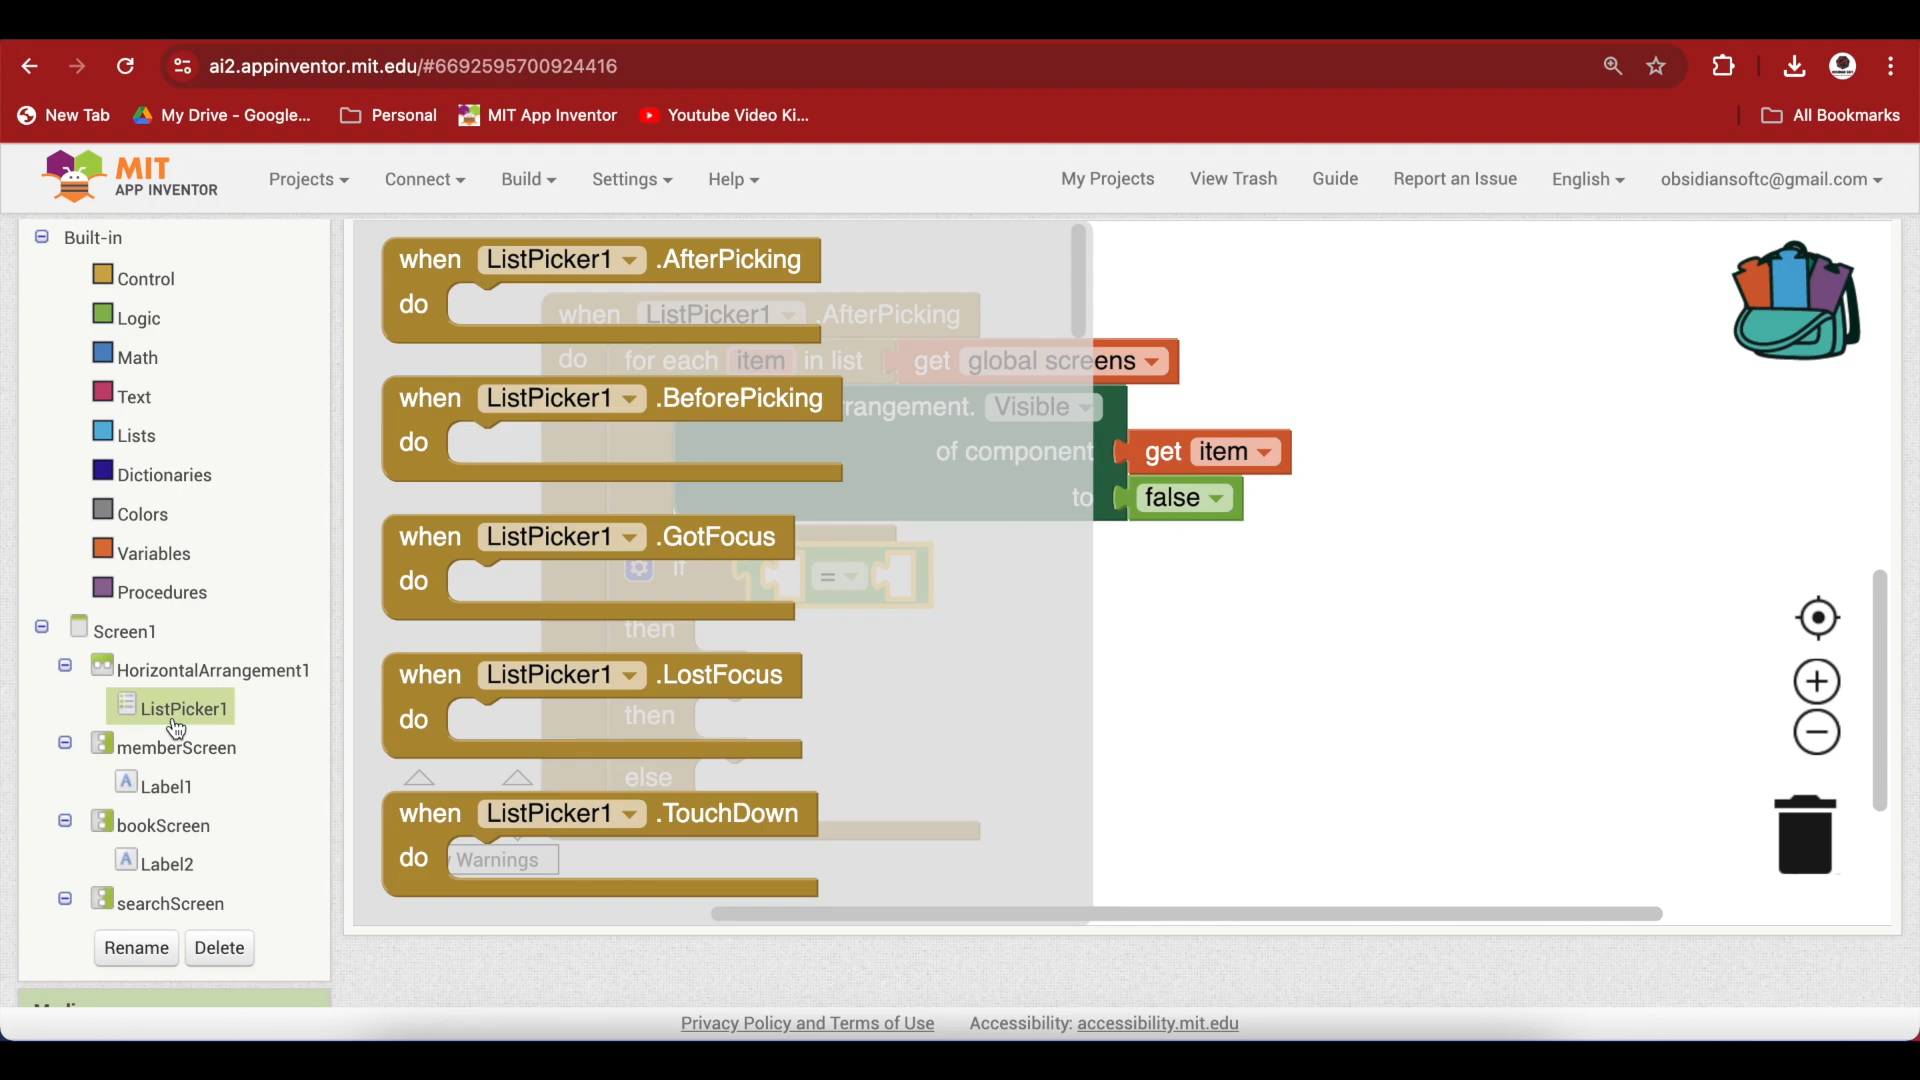 ai2.appinventor.mit.edu/#6692595700924416
New Tab My Drive - Google... Personal MIT App Inventor Youtube Video Ki... All Bookmarks
MIT APP INVENTOR
Projects Connect Build Settings Help My Projects View Trash Guide Report an Issue English obsidiansoftc@gmail.com
Built-in
Control
Logic
Math
Text
Lists
Dictionaries
Colors
Variables
Procedures
Screen1
HorizontalArrangement1
ListPicker1
memberScreen
Label1
bookScreen
Label2
searchScreen
Rename Delete
when ListPicker1 .AfterPicking
do
when ListPicker1 .BeforePicking
do
when ListPicker1 .GotFocus
do
when ListPicker1 .LostFocus
do
when ListPicker1 .TouchDown
do
when ListPicker1 .AfterPicking
do for each item in list get global screens
rangement. Visible
of component get item
to false
if =
then
then
else
Warnings
Privacy Policy and Terms of Use Accessibility: accessibility.mit.edu